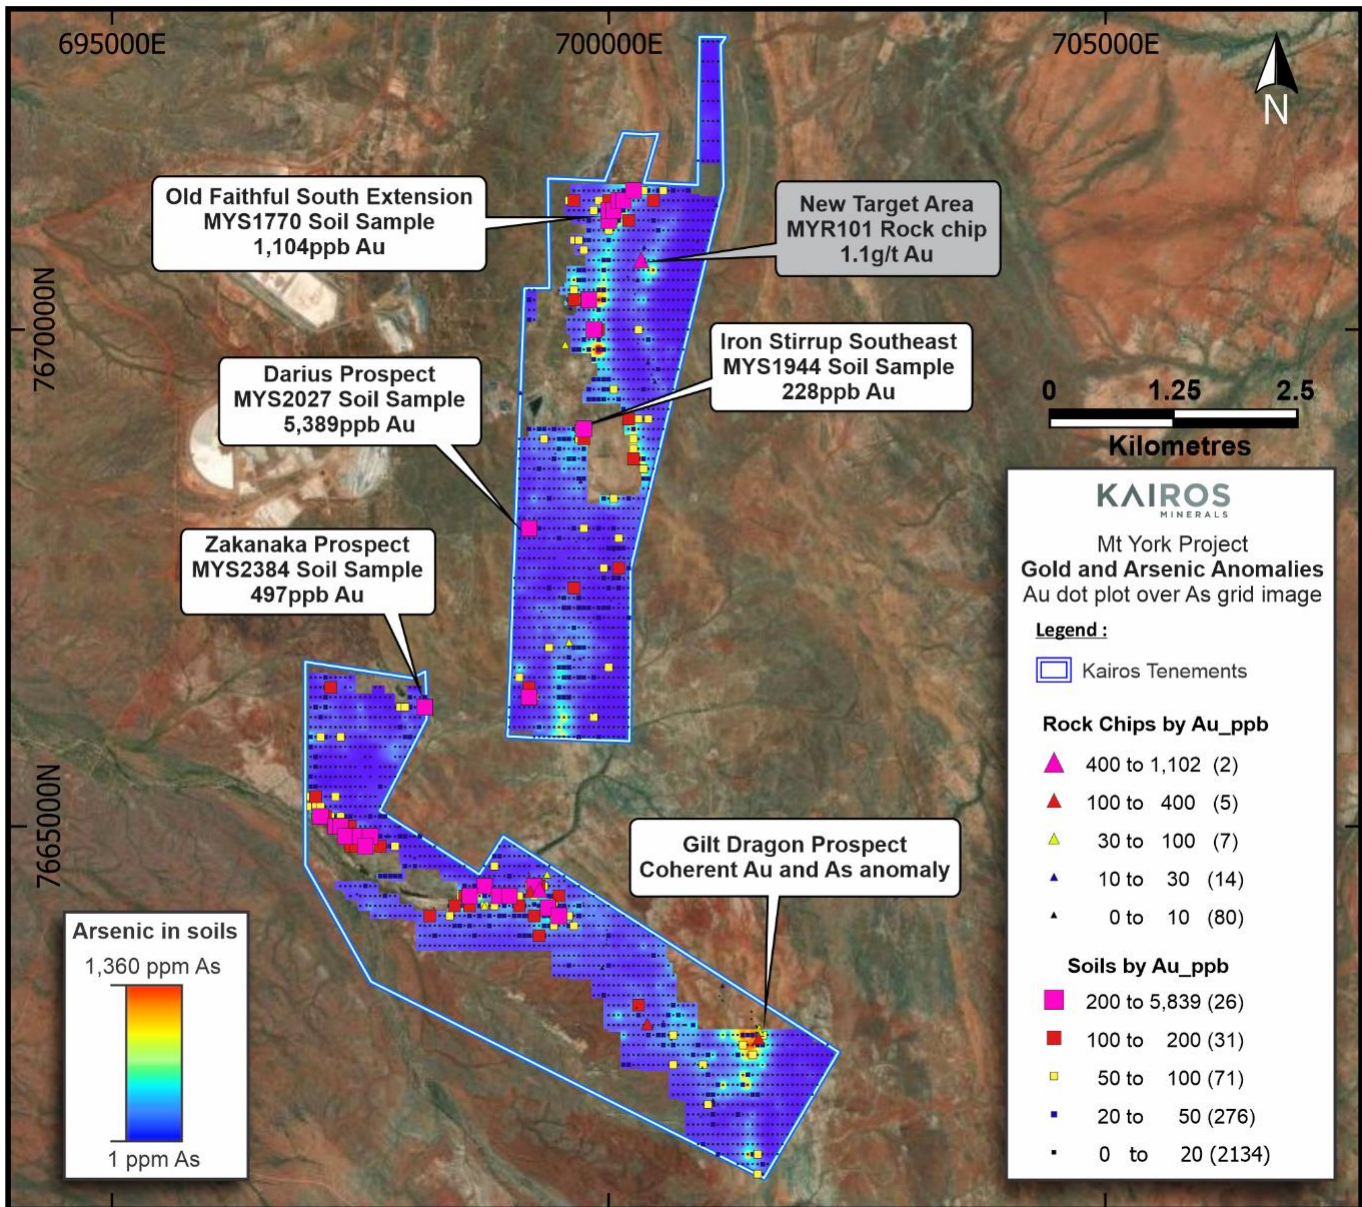 695000E
700000E
705000E
N
Old Faithful South Extension
MYS1770 Soil Sample
1,104ppb Au
New Target Area
MYR101 Rock chip
1.1g/t Au
7670000N
Iron Stirrup Southeast
MYS1944 Soil Sample
228ppb Au
Darius Prospect
MYS2027 Soil Sample
5,389ppb Au
0 1.25 2.5
Kilometres
Zakanaka Prospect
MYS2384 Soil Sample
497ppb Au
7665000N
Gilt Dragon Prospect
Coherent Au and As anomaly
Arsenic in soils
1,360 ppm As
1 ppm As
KAIROS
MINERALS
Mt York Project
Gold and Arsenic Anomalies
Au dot plot over As grid image
Legend :
Kairos Tenements
Rock Chips by Au_ppb
400 to 1,102 (2)
100 to 400 (5)
30 to 100 (7)
10 to 30 (14)
0 to 10 (80)
Soils by Au_ppb
200 to 5,839 (26)
100 to 200 (31)
50 to 100 (71)
20 to 50 (276)
0 to 20 (2134)